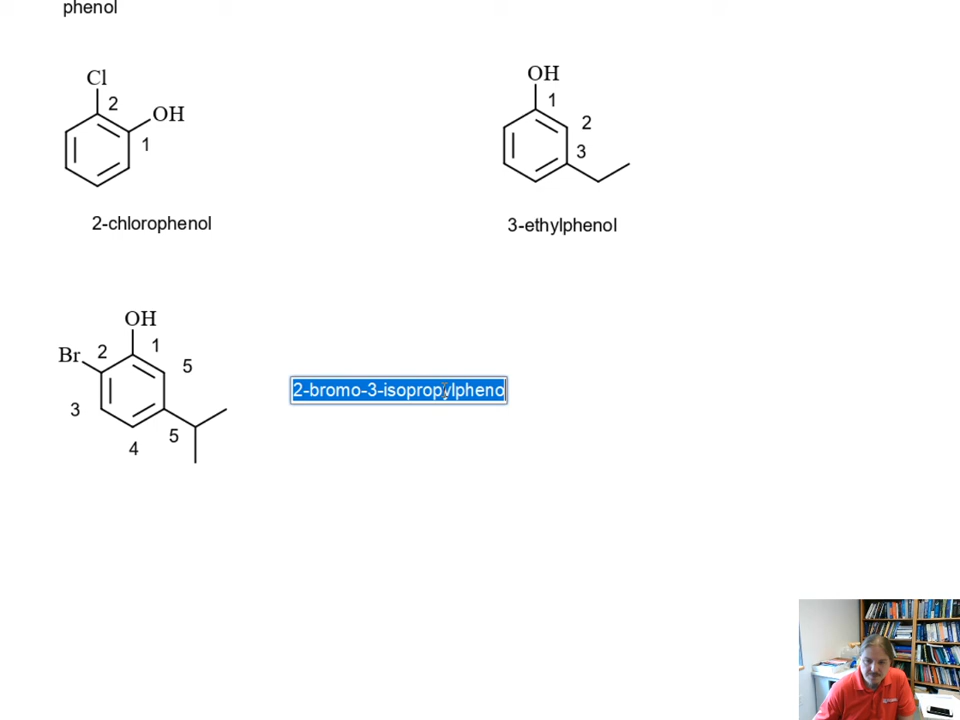 phenol
Cl
2
OH
1
2-chlorophenol
OH
1
2
3
3-ethylphenol
OH
Br
2
1
5
3
5
4
2-bromo-3-isopropylpheno